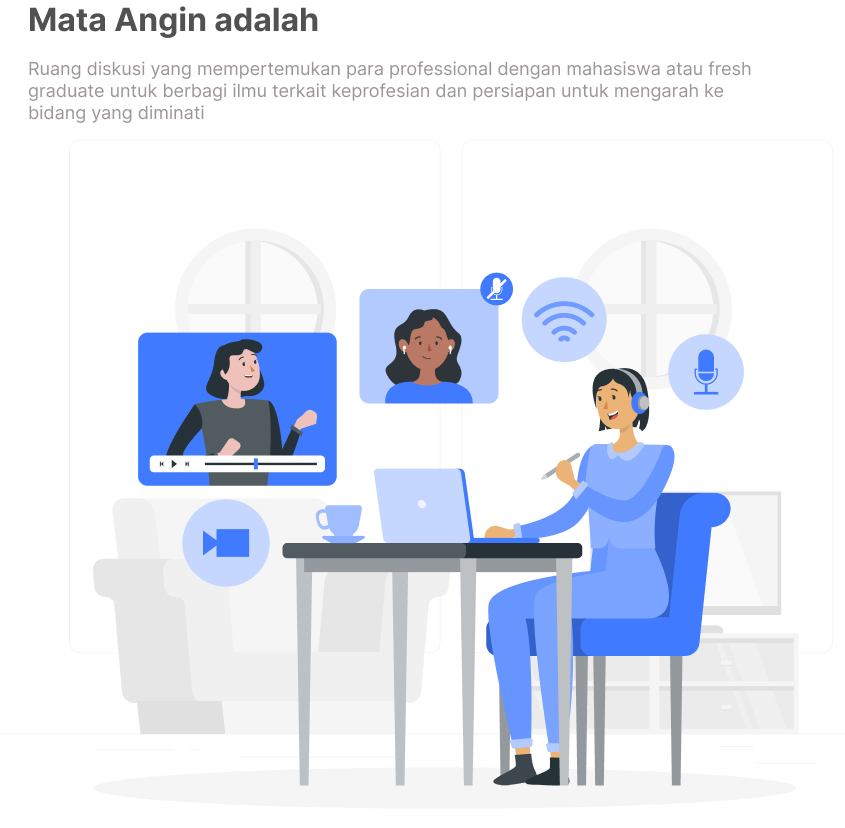 Mata Angin adalah
Ruang diskusi yang mempertemukan para professional dengan mahasiswa atau fresh
graduate untuk berbagi ilmu terkait keprofesian dan persiapan untuk mengarah ke
bidang yang diminati